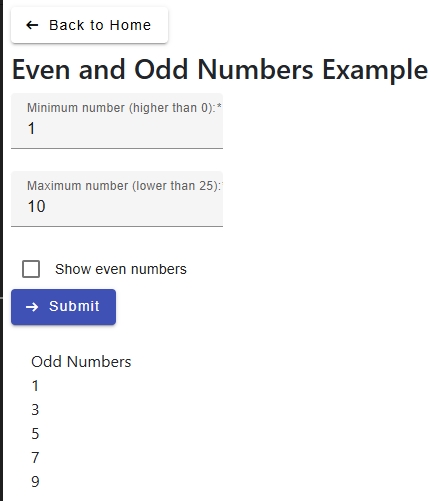 ← Back to Home
Even and Odd Numbers Example
Minimum number (higher than 0):*
1
Maximum number (lower than 25):
10
Show even numbers
→ Submit
Odd Numbers
1
3
5
7
9